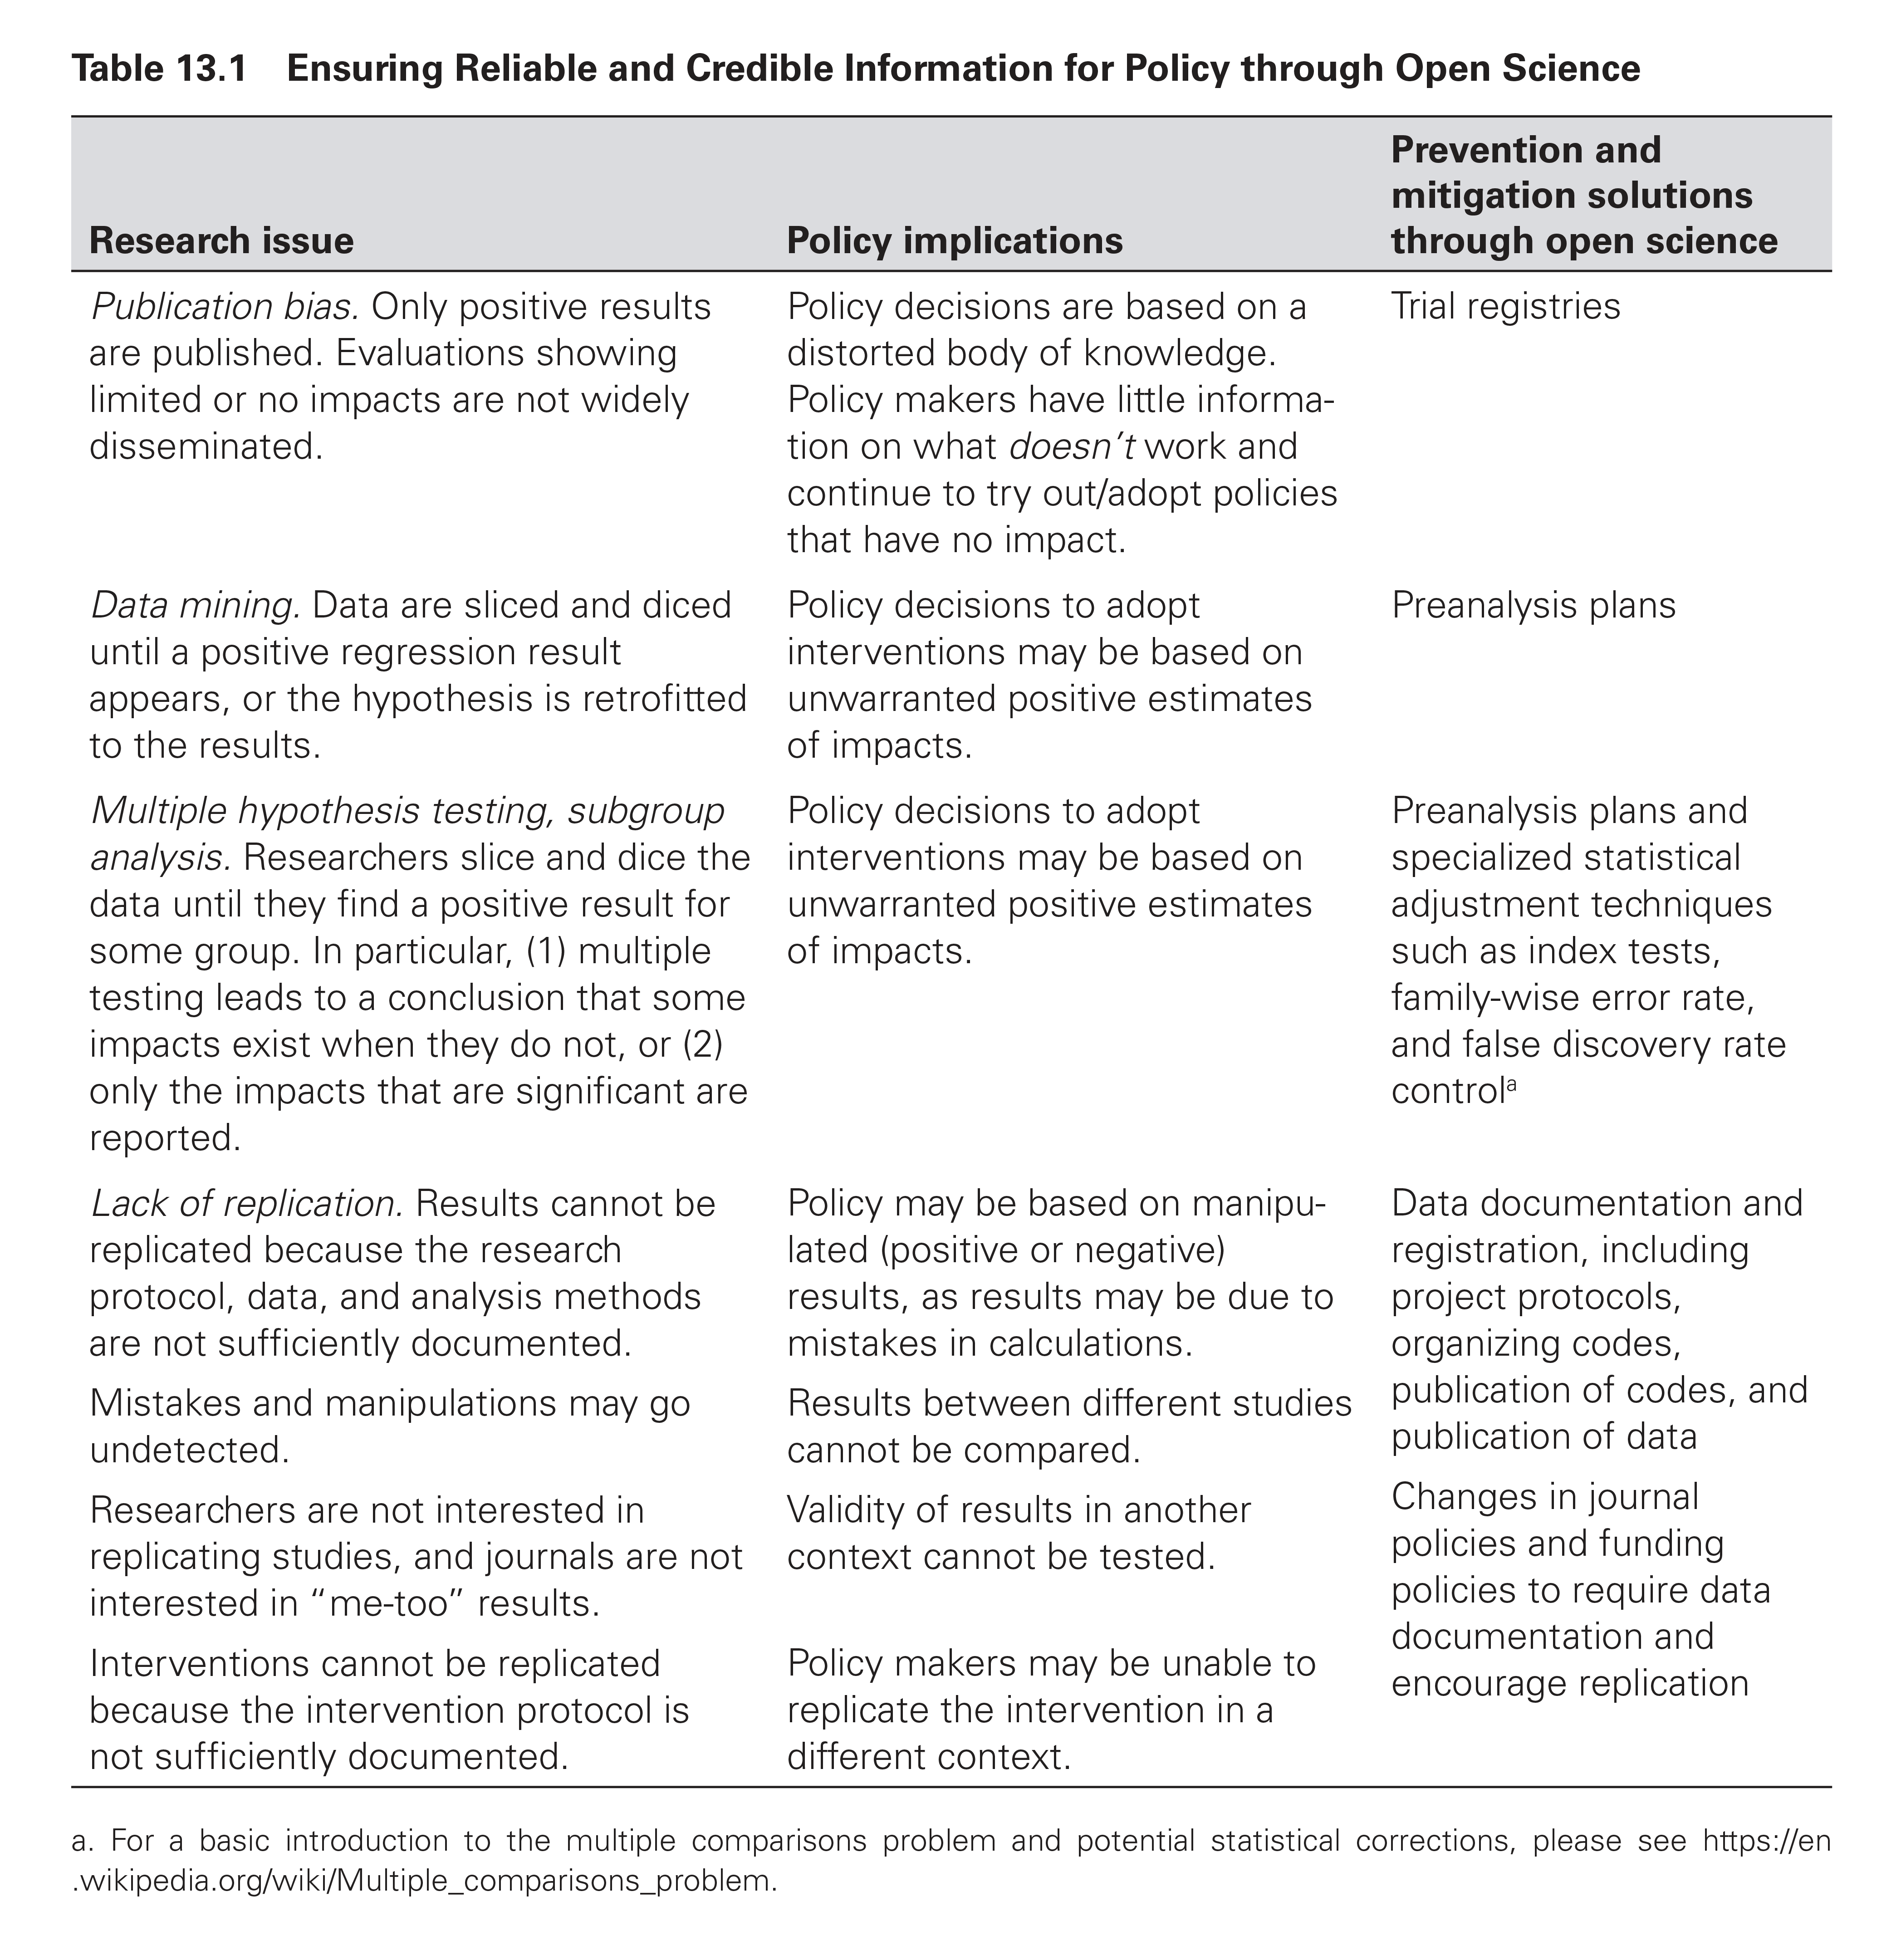 Table 13.1 Ensuring Reliable and Credible Information for Policy through Open Science
Research issue
Policy implications
Prevention and
mitigation solutions
through open science
Publication bias. Only positive results
are published. Evaluations showing
limited or no impacts are not widely
disseminated.
Policy decisions are based on a
distorted body of knowledge.
Policy makers have little informa-
tion on what doesn’t work and
continue to try out/adopt policies
that have no impact.
Trial registries
Data mining. Data are sliced and diced
until a positive regression result
appears, or the hypothesis is retrofitted
to the results.
Policy decisions to adopt
interventions may be based on
unwarranted positive estimates
of impacts.
Preanalysis plans
Multiple hypothesis testing, subgroup
analysis. Researchers slice and dice the
data until they find a positive result for
some group. In particular, (1) multiple
testing leads to a conclusion that some
impacts exist when they do not, or (2)
only the impacts that are significant are
reported.
Policy decisions to adopt
interventions may be based on
unwarranted positive estimates
of impacts.
Preanalysis plans and
specialized statistical
adjustment techniques
such as index tests,
family-wise error rate,
and false discovery rate
controlᵃ
Lack of replication. Results cannot be
replicated because the research
protocol, data, and analysis methods
are not sufficiently documented.
Mistakes and manipulations may go
undetected.
Researchers are not interested in
replicating studies, and journals are not
interested in “me-too” results.
Interventions cannot be replicated
because the intervention protocol is
not sufficiently documented.
Policy may be based on manipu-
lated (positive or negative)
results, as results may be due to
mistakes in calculations.
Results between different studies
cannot be compared.
Validity of results in another
context cannot be tested.
Policy makers may be unable to
replicate the intervention in a
different context.
Data documentation and
registration, including
project protocols,
organizing codes,
publication of codes, and
publication of data
Changes in journal
policies and funding
policies to require data
documentation and
encourage replication
a. For a basic introduction to the multiple comparisons problem and potential statistical corrections, please see https://en
.wikipedia.org/wiki/Multiple_comparisons_problem.